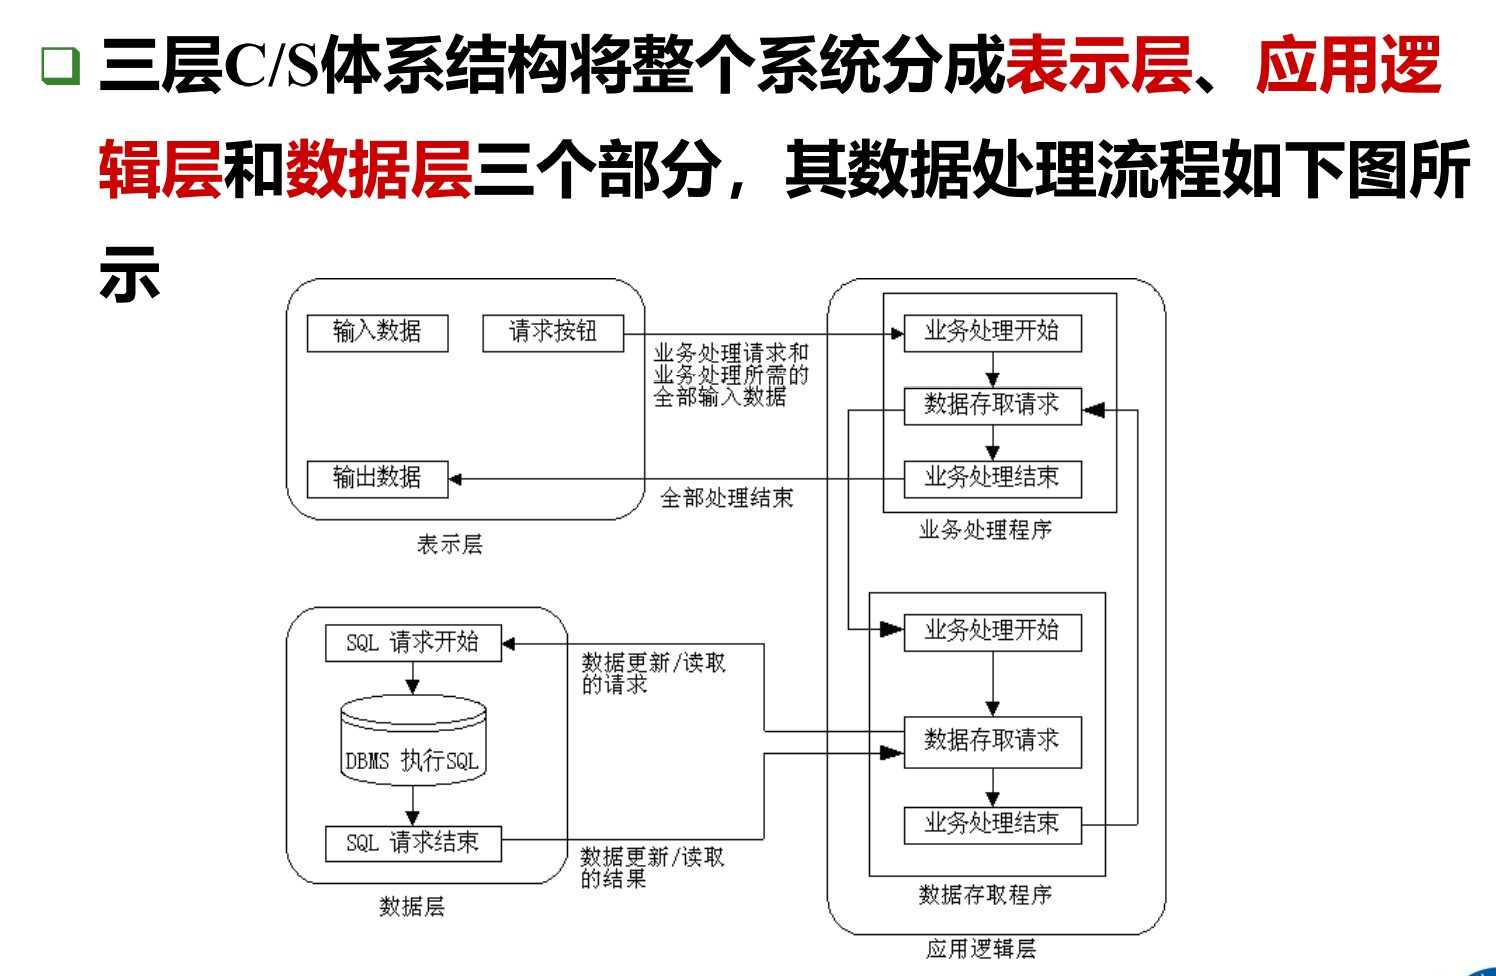 三层C/S体系结构将整个系统分成表示层、应用逻
辑层和数据层三个部分，其数据处理流程如下图所
示
输入数据
请求按钮
业务处理请求和
业务处理所需的
全部输入数据
输出数据
全部处理结束
表示层
业务处理开始
数据存取请求
业务处理结束
业务处理程序
SQL 请求开始
数据更新/读取
的请求
DBMS 执行SQL
SQL 请求结束
数据更新/读取
的结果
数据层
业务处理开始
数据存取请求
业务处理结束
数据存取程序
应用逻辑层